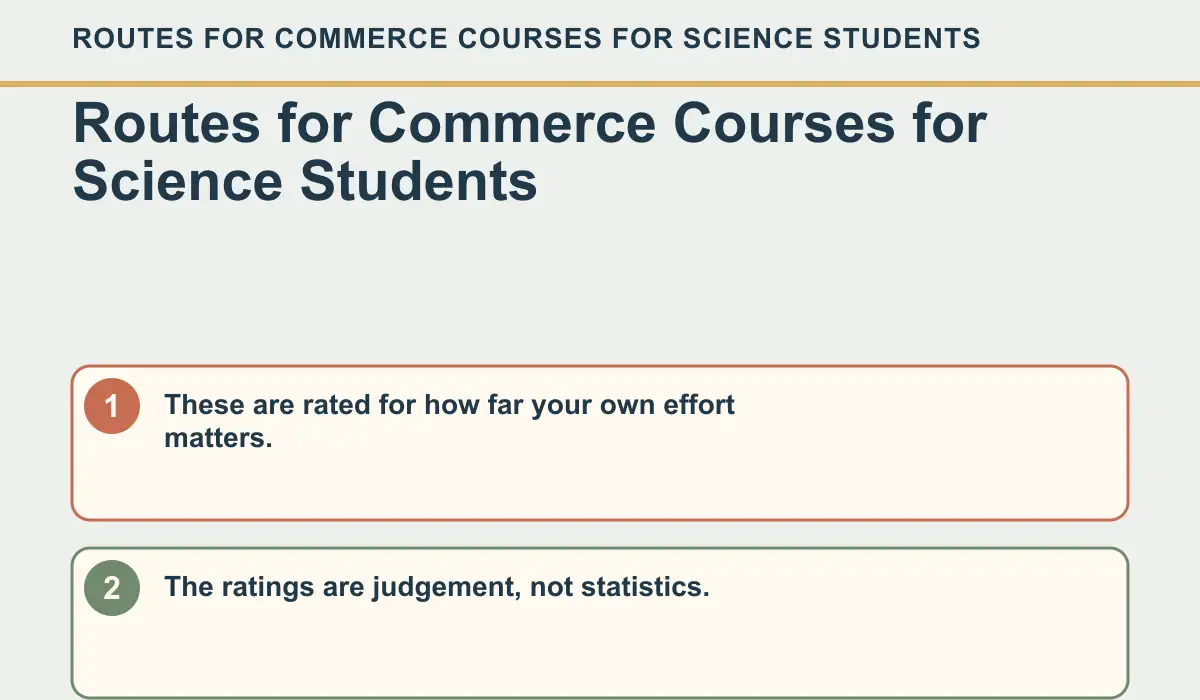 ROUTES FOR COMMERCE COURSES FOR SCIENCE STUDENTS
Routes for Commerce Courses for
Science Students
1
These are rated for how far your own effort
matters.
2
The ratings are judgement, not statistics.